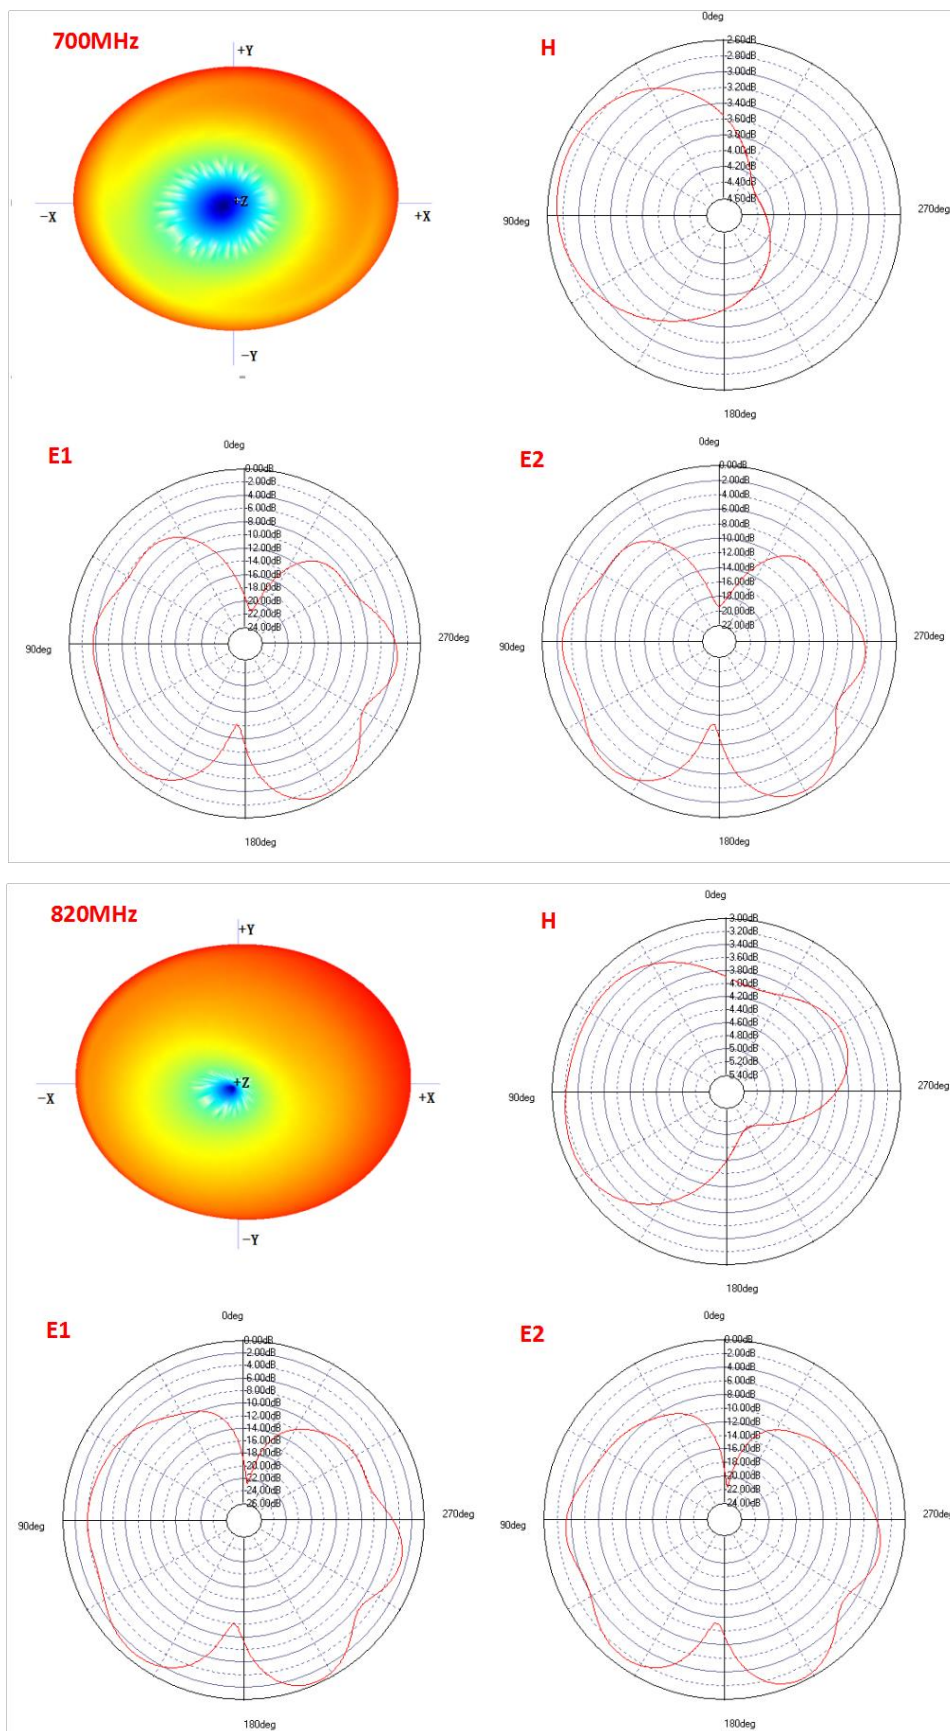 700MHz
+Y
-X
+Z
+X
-Y
H
0deg
2.60dB
-2.80dB
-3.00dB
-3.20dB
-3.40dB
-3.60dB
-3.80dB
-4.00dB
-4.20dB
-4.40dB
-4.60dB
90deg
270deg
180deg
E1
0deg
0.00dB
-2.00dB
-4.00dB
-6.00dB
-8.00dB
-10.00dB
-12.00dB
-14.00dB
-16.00dB
-18.00dB
-20.00dB
-22.00dB
-24.00dB
90deg
270deg
180deg
E2
0deg
0.00dB
-2.00dB
-4.00dB
-6.00dB
-8.00dB
-10.00dB
-12.00dB
-14.00dB
-16.00dB
-18.00dB
-20.00dB
-22.00dB
90deg
270deg
180deg
820MHz
+Y
-X
+Z
+X
-Y
H
0deg
3.00dB
-3.20dB
-3.40dB
-3.60dB
-3.80dB
-4.00dB
-4.20dB
-4.40dB
-4.60dB
-4.80dB
-5.00dB
-5.20dB
-5.40dB
90deg
270deg
180deg
E1
0deg
0.00dB
-2.00dB
-4.00dB
-6.00dB
-8.00dB
-10.00dB
-12.00dB
-14.00dB
-16.00dB
-18.00dB
-20.00dB
-22.00dB
-24.00dB
-26.00dB
90deg
270deg
180deg
E2
0deg
0.00dB
-2.00dB
-4.00dB
-6.00dB
-8.00dB
-10.00dB
-12.00dB
-14.00dB
-16.00dB
-18.00dB
-20.00dB
-22.00dB
-24.00dB
90deg
270deg
180deg